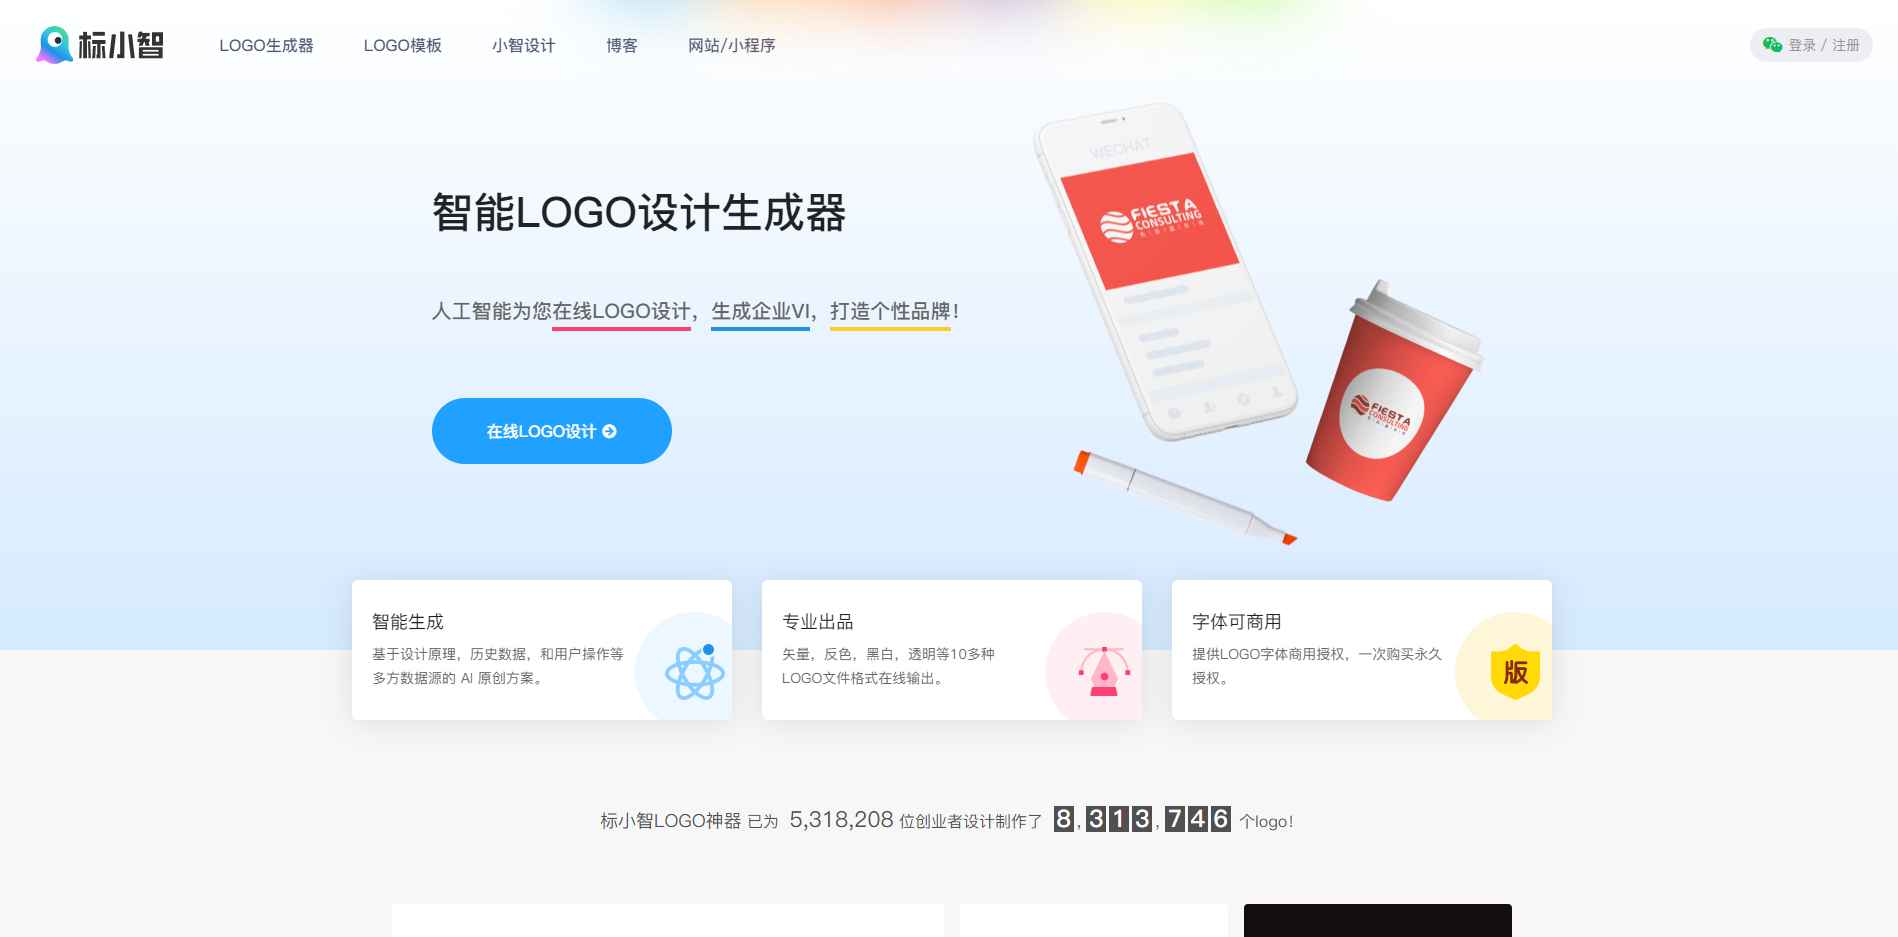 标小智
LOGO生成器
LOGO模板
小智设计
博客
网站/小程序
登录 / 注册
智能LOGO设计生成器
人工智能为您在线LOGO设计，生成企业VI，打造个性品牌！
在线LOGO设计
WECHAT
FIESTA
CONSULTING
FIESTA
CONSULTING
智能生成
基于设计原理，历史数据，和用户操作等
多方数据源的 AI 原创方案。
专业出品
矢量，反色，黑白，透明等10多种
LOGO文件格式在线输出。
字体可商用
提供LOGO字体商用授权，一次购买永久
授权。
版
标小智LOGO神器 已为 5,318,208 位创业者设计制作了 8,313,746 个logo！